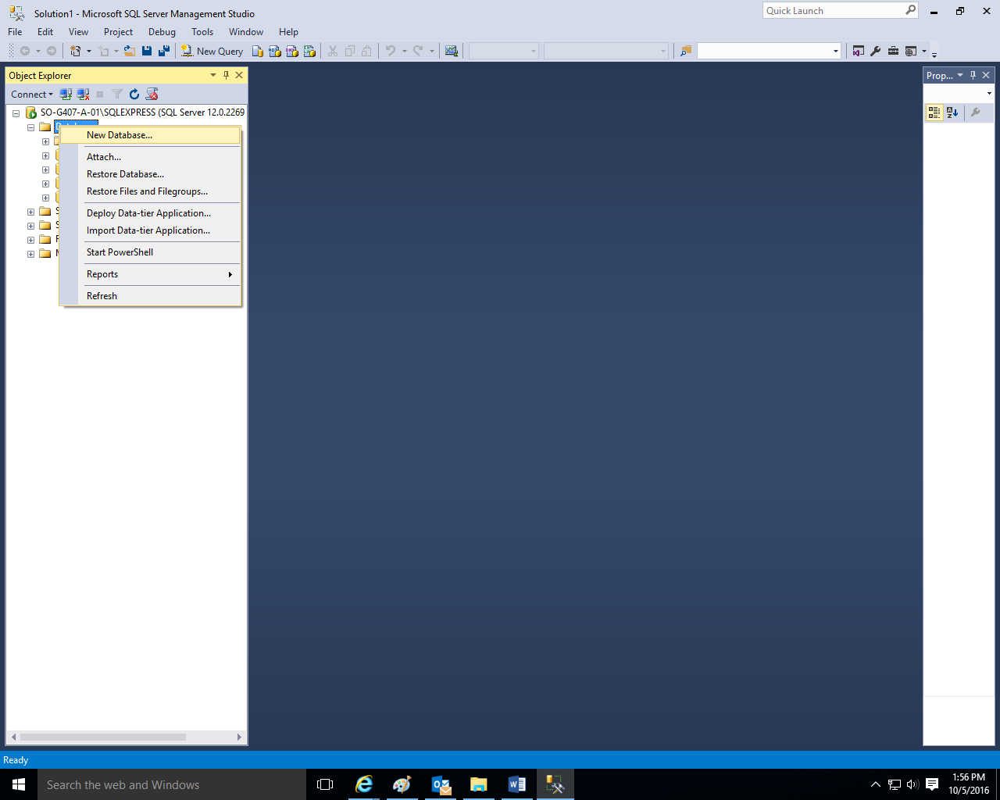 Solution1 - Microsoft SQL Server Management Studio
Quick Launch
File Edit View Project Debug Tools Window Help
New Query
Object Explorer
Prop...
Connect
SO-G407-A-01\SQLEXPRESS (SQL Server 12.0.2269
New Database...
Attach...
Restore Database...
Restore Files and Filegroups...
Deploy Data-tier Application...
Import Data-tier Application...
Start PowerShell
Reports
Refresh
Ready
Search the web and Windows
1:56 PM
10/5/2016